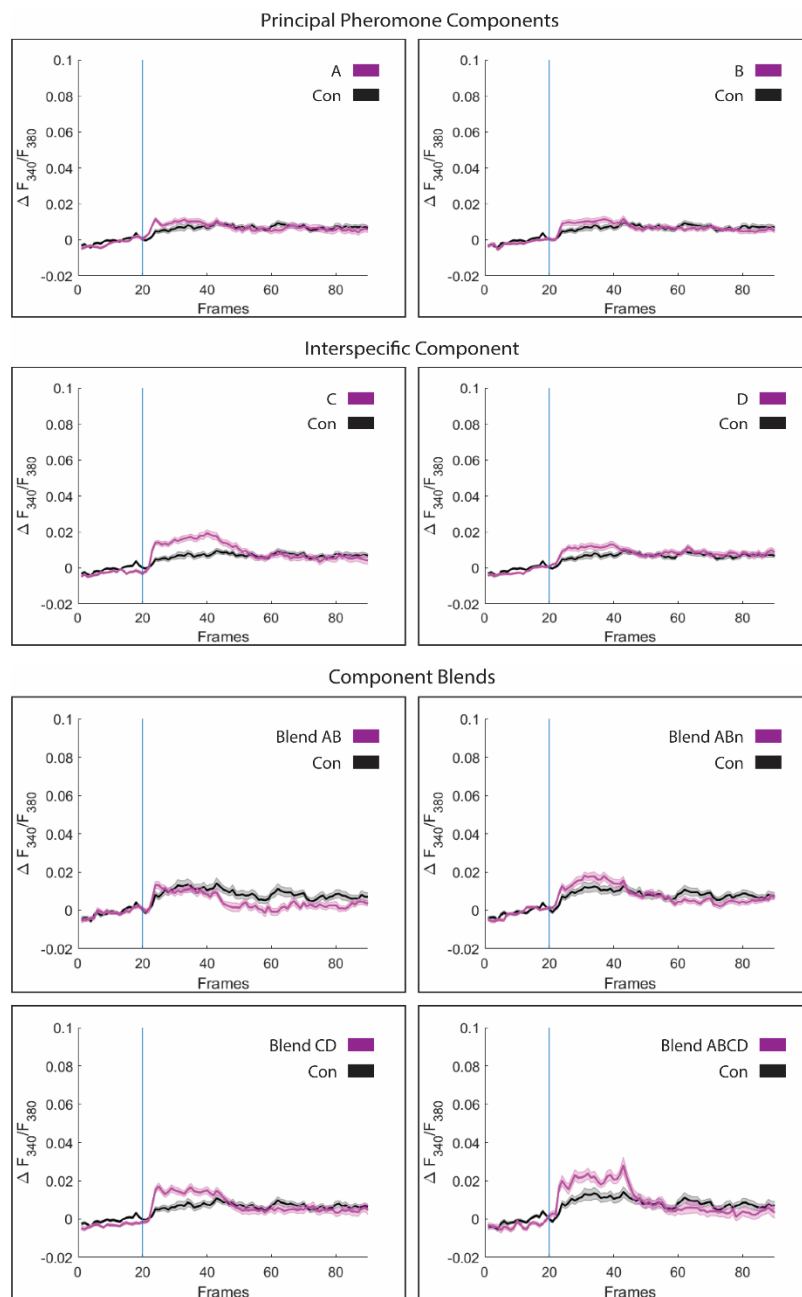 Principal Pheromone Components
0.1
0.08
0.06
0.04
0.02
0
-0.02
Δ F340/F380
A
Con
0 20 40 60 80
Frames
0.1
0.08
0.06
0.04
0.02
0
-0.02
Δ F340/F380
B
Con
0 20 40 60 80
Frames
Interspecific Component
0.1
0.08
0.06
0.04
0.02
0
-0.02
Δ F340/F380
C
Con
0 20 40 60 80
Frames
0.1
0.08
0.06
0.04
0.02
0
-0.02
Δ F340/F380
D
Con
0 20 40 60 80
Frames
Component Blends
0.1
0.08
0.06
0.04
0.02
0
-0.02
Δ F340/F380
Blend AB
Con
0 20 40 60 80
Frames
0.1
0.08
0.06
0.04
0.02
0
-0.02
Δ F340/F380
Blend ABn
Con
0 20 40 60 80
Frames
0.1
0.08
0.06
0.04
0.02
0
-0.02
Δ F340/F380
Blend CD
Con
0 20 40 60 80
Frames
0.1
0.08
0.06
0.04
0.02
0
-0.02
Δ F340/F380
Blend ABCD
Con
0 20 40 60 80
Frames